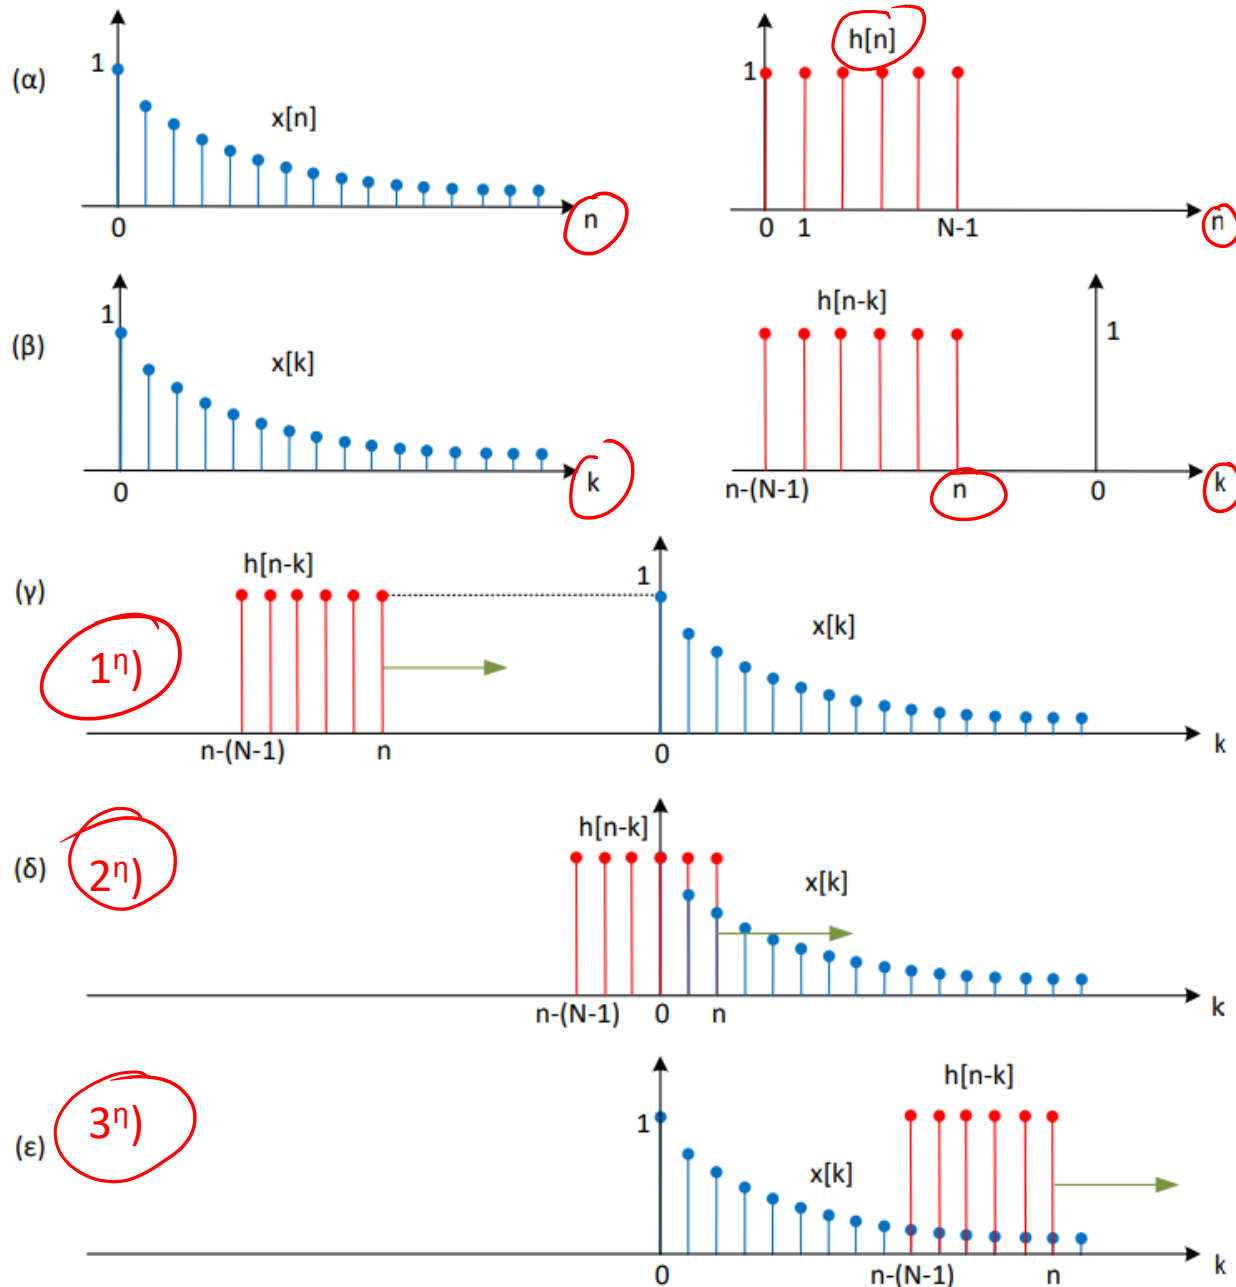 (α) 1 x[n] 0 n 1 h[n] 0 1 N-1 n
(β) 1 x[k] 0 k h[n-k] 1 n-(N-1) n 0 k
(γ) h[n-k] 1 x[k]
1η)
n-(N-1) n 0 k
(δ) h[n-k] x[k]
2η)
n-(N-1) 0 n k
3η)
(ε) 1 x[k] h[n-k]
0 n-(N-1) n k